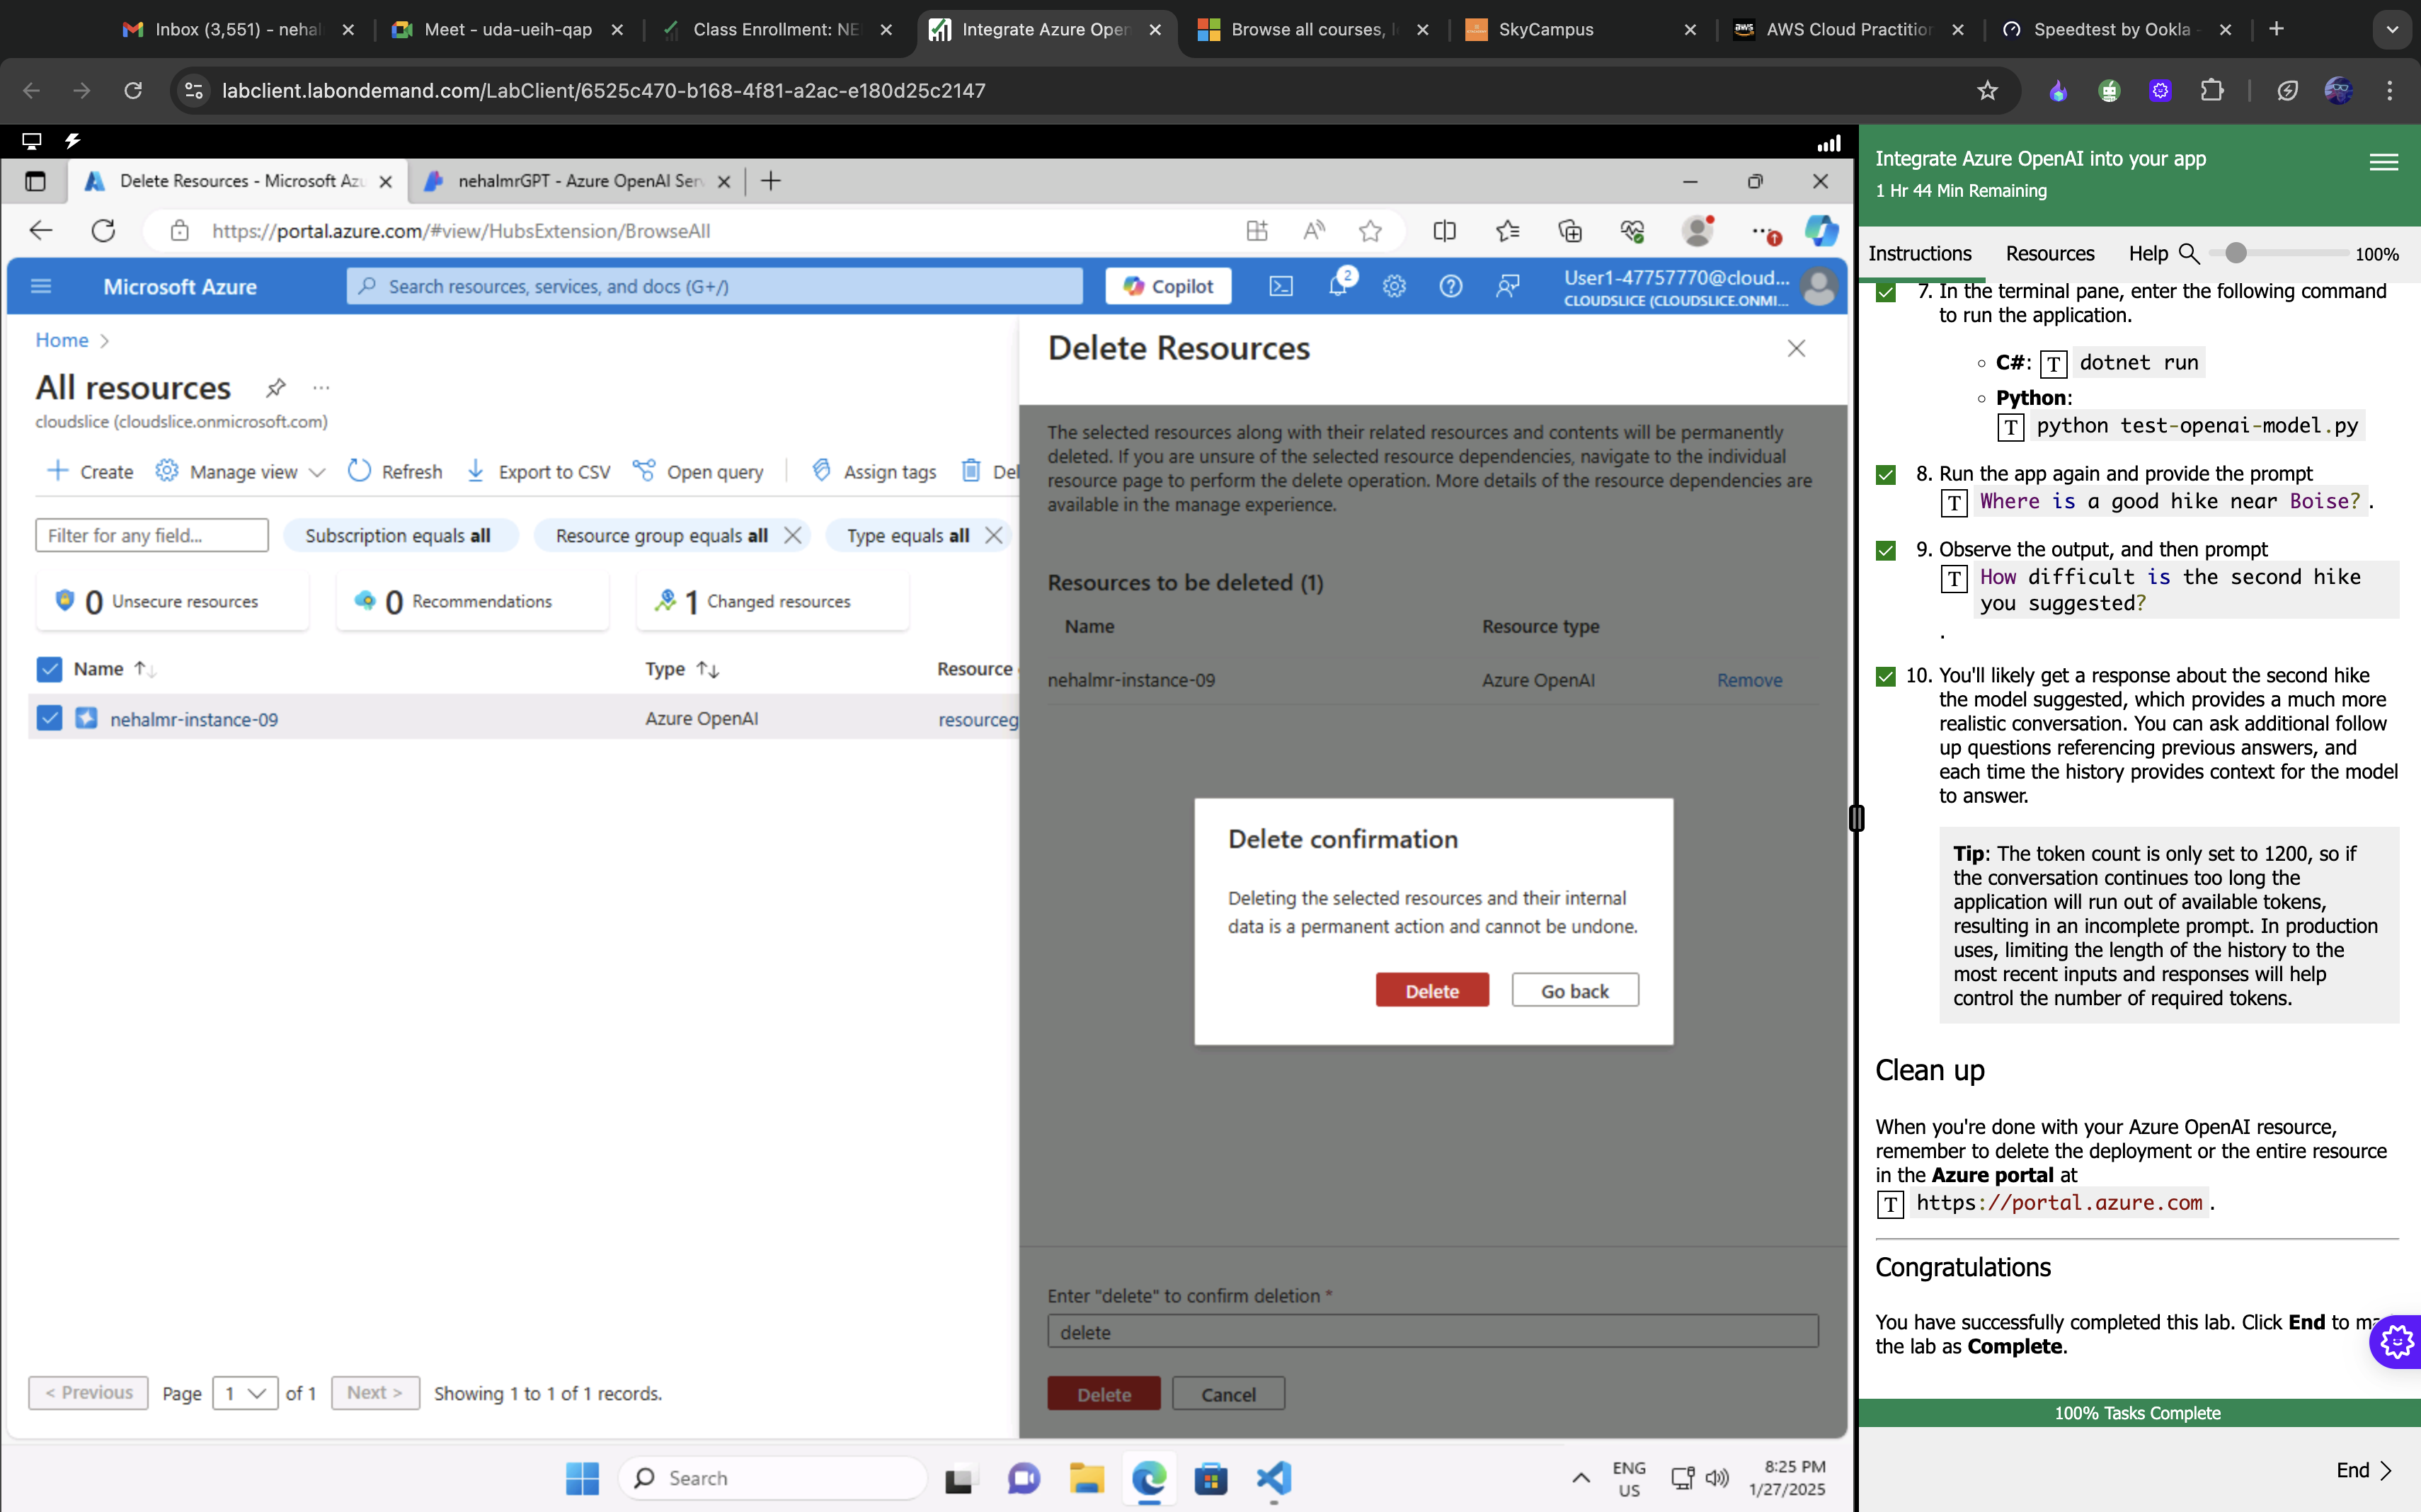 Inbox (3,551) - nehal
Meet - uda-ueih-qap
Class Enrollment: NE
Integrate Azure Open
Browse all courses, l
SkyCampus
aws
AWS Cloud Practition
Speedtest by Ookla -
labclient.labondemand.com/LabClient/6525c470-b168-4f81-a2ac-e180d25c2147
Delete Resources - Microsoft Azu
nehalmrGPT - Azure OpenAI Serv
https://portal.azure.com/#view/HubsExtension/BrowseAll
Microsoft Azure
Search resources, services, and docs (G+/)
Copilot
2
User1-47757770@cloud...
CLOUDSLICE (CLOUDSLICE.ONMI...
Home
All resources
cloudslice (cloudslice.onmicrosoft.com)
Create
Manage view
Refresh
Export to CSV
Open query
Assign tags
Del
Filter for any field...
Subscription equals all
Resource group equals all
Type equals all
0 Unsecure resources
0 Recommendations
1 Changed resources
Name
Type
Resource
nehalmr-instance-09
Azure OpenAI
resourceg
< Previous
Page
1
of 1
Next >
Showing 1 to 1 of 1 records.
Delete Resources
The selected resources along with their related resources and contents will be permanently
deleted. If you are unsure of the selected resource dependencies, navigate to the individual
resource page to perform the delete operation. More details of the resource dependencies are
available in the manage experience.
Resources to be deleted (1)
Name
Resource type
nehalmr-instance-09
Azure OpenAI
Remove
Delete confirmation
Deleting the selected resources and their internal
data is a permanent action and cannot be undone.
Delete
Go back
Enter "delete" to confirm deletion *
delete
Delete
Cancel
Search
ENG
US
8:25 PM
1/27/2025
Integrate Azure OpenAI into your app
1 Hr 44 Min Remaining
Instructions
Resources
Help
100%
7. In the terminal pane, enter the following command
to run the application.
C#: T dotnet run
Python:
T python test-openai-model.py
8. Run the app again and provide the prompt
T Where is a good hike near Boise? .
9. Observe the output, and then prompt
T How difficult is the second hike
you suggested?
.
10. You'll likely get a response about the second hike
the model suggested, which provides a much more
realistic conversation. You can ask additional follow
up questions referencing previous answers, and
each time the history provides context for the model
to answer.
Tip: The token count is only set to 1200, so if
the conversation continues too long the
application will run out of available tokens,
resulting in an incomplete prompt. In production
uses, limiting the length of the history to the
most recent inputs and responses will help
control the number of required tokens.
Clean up
When you're done with your Azure OpenAI resource,
remember to delete the deployment or the entire resource
in the Azure portal at
T https://portal.azure.com .
Congratulations
You have successfully completed this lab. Click End to ma
the lab as Complete.
100% Tasks Complete
End